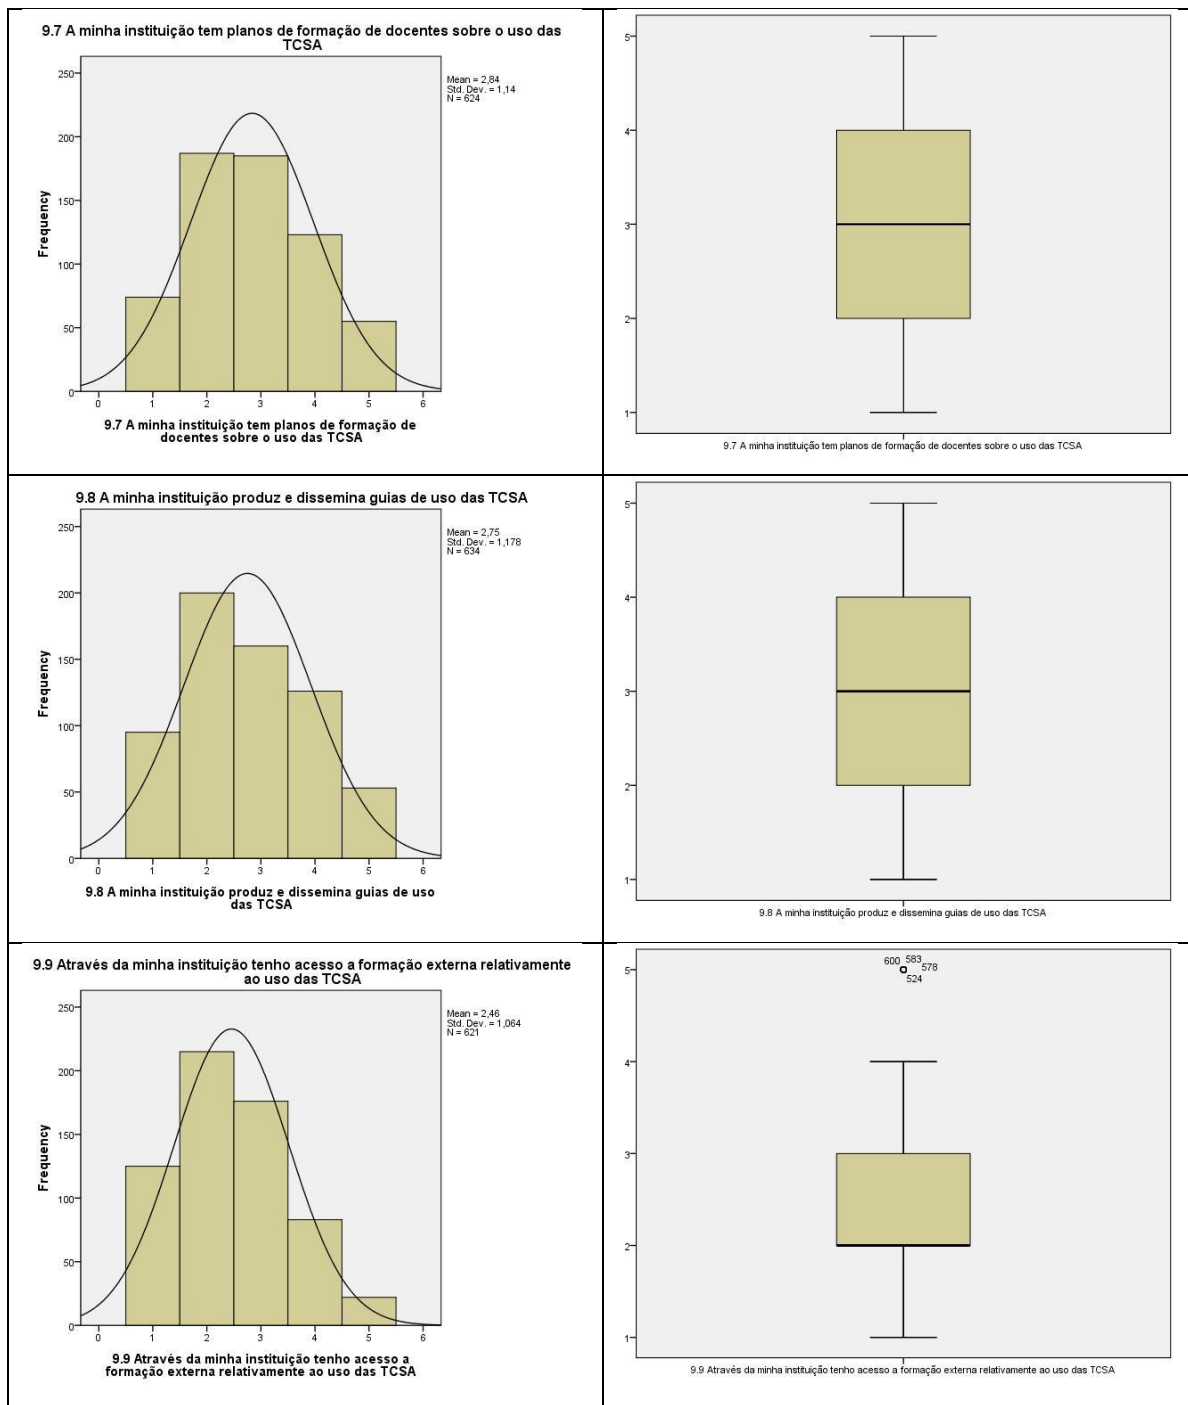 9.7 A minha instituição tem planos de formação de docentes sobre o uso das
TCSA
Mean = 2,84
Std. Dev. = 1,14
N = 624
250
200
150
100
50
0
Frequency
0 1 2 3 4 5 6
9.7 A minha instituição tem planos de formação de
docentes sobre o uso das TCSA
5
4
3
2
1
9.7 A minha instituição tem planos de formação de docentes sobre o uso das TCSA
9.8 A minha instituição produz e dissemina guias de uso das TCSA
Mean = 2,75
Std. Dev. = 1,178
N = 634
250
200
150
100
50
0
Frequency
0 1 2 3 4 5 6
9.8 A minha instituição produz e dissemina guias de uso
das TCSA
5
4
3
2
1
9.8 A minha instituição produz e dissemina guias de uso das TCSA
9.9 Através da minha instituição tenho acesso a formação externa relativamente
ao uso das TCSA
Mean = 2,46
Std. Dev. = 1,064
N = 621
250
200
150
100
50
0
Frequency
0 1 2 3 4 5 6
9.9 Através da minha instituição tenho acesso a
formação externa relativamente ao uso das TCSA
600 583
578
524
5
4
3
2
1
9.9 Através da minha instituição tenho acesso a formação externa relativamente ao uso das TCSA